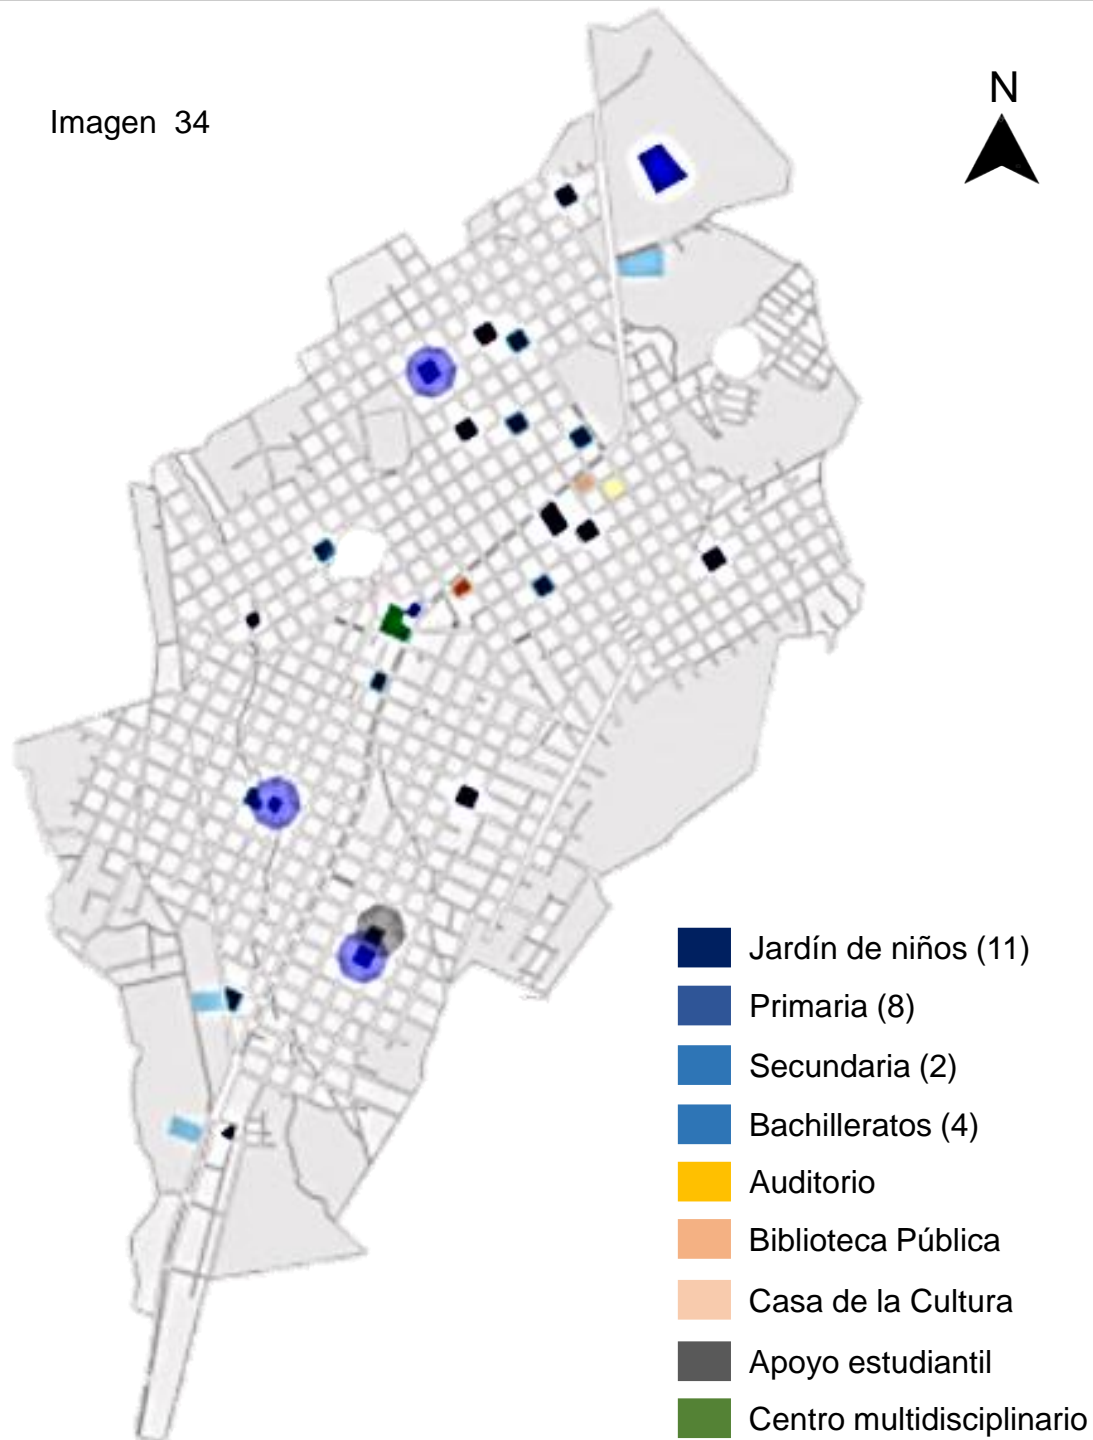 Imagen 34
N
Jardín de niños (11)
Primaria (8)
Secundaria (2)
Bachilleratos (4)
Auditorio
Biblioteca Pública
Casa de la Cultura
Apoyo estudiantil
Centro multidisciplinario